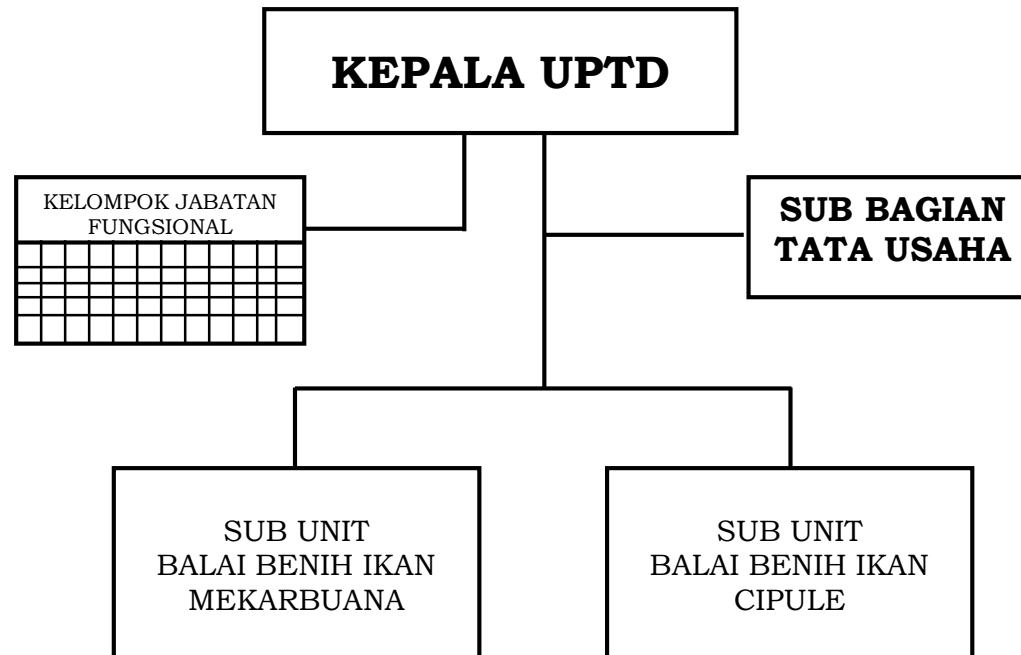 KEPALA UPTD
KELOMPOK JABATAN
FUNGSIONAL
SUB BAGIAN
TATA USAHA
SUB UNIT
BALAI BENIH IKAN
MEKARBUANA
SUB UNIT
BALAI BENIH IKAN
CIPULE